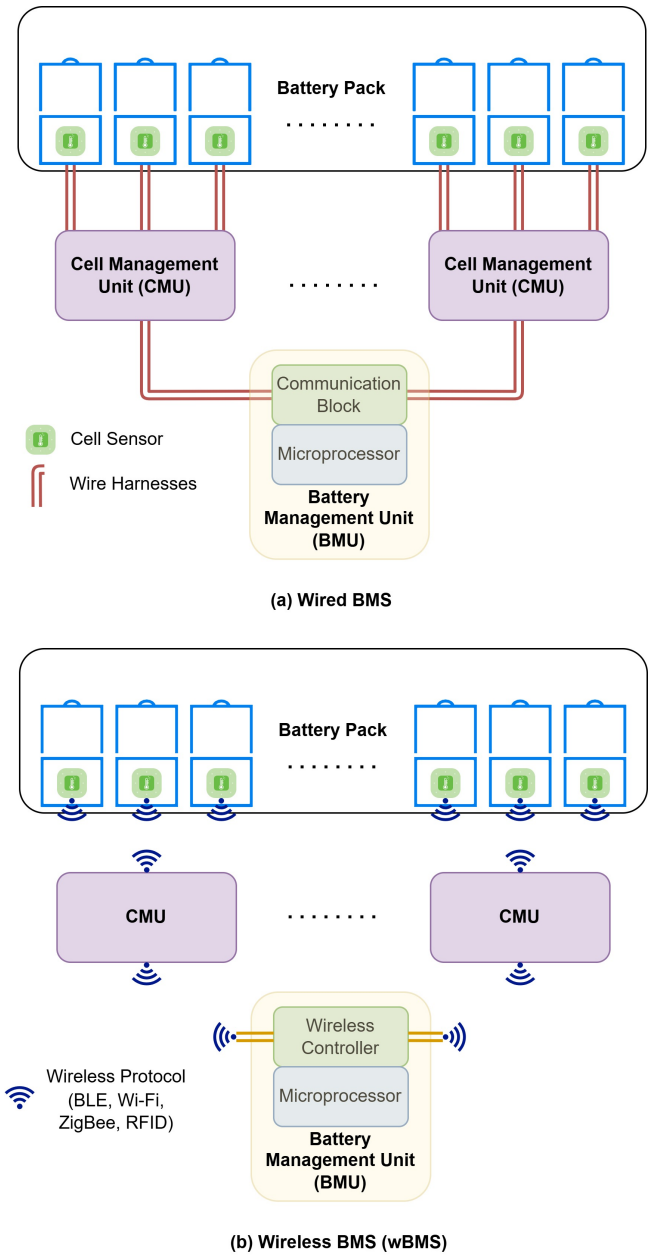 Battery Pack
. . . . . . . .
Cell Management
Unit (CMU)
. . . . . . . .
Cell Management
Unit (CMU)
Communication
Block
Microprocessor
Battery
Management Unit
(BMU)
Cell Sensor
Wire Harnesses
(a) Wired BMS
Battery Pack
. . . . . . . .
CMU
. . . . . . . .
CMU
Wireless
Controller
Microprocessor
Battery
Management Unit
(BMU)
Wireless Protocol
(BLE, Wi-Fi,
ZigBee, RFID)
(b) Wireless BMS (wBMS)